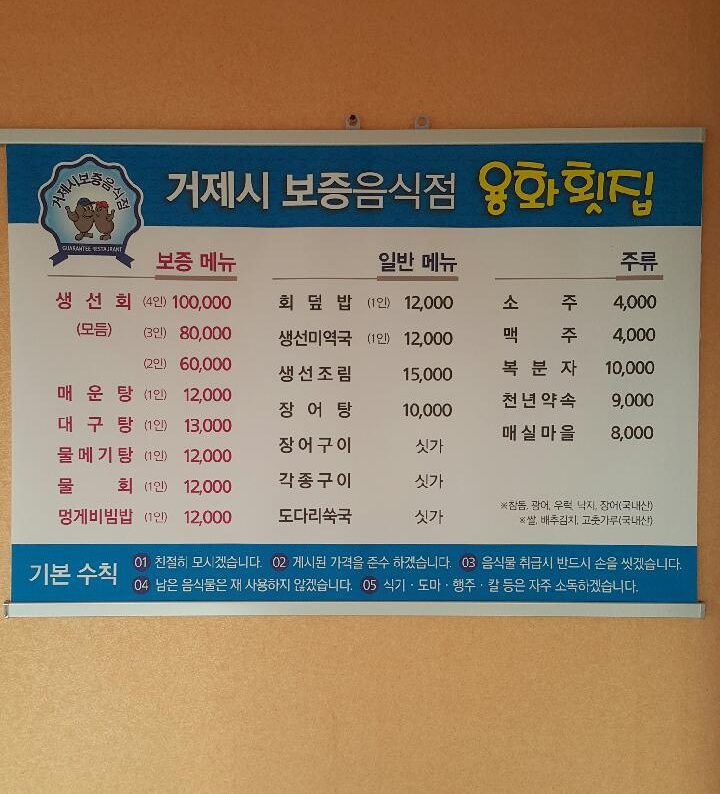 거제시보증음식점
GUARANTEE RESTAURANT
거제시 보증음식점 용화횟집
보증 메뉴
생선회 (4인) 100,000
(모듬) (3인) 80,000
(2인) 60,000
매운탕 (1인) 12,000
대구탕 (1인) 13,000
물메기탕 (1인) 12,000
물회 (1인) 12,000
멍게비빔밥 (1인) 12,000
일반 메뉴
회덮밥 (1인) 12,000
생선미역국 (1인) 12,000
생선조림 15,000
장어탕 10,000
장어구이 싯가
각종구이 싯가
도다리쑥국 싯가
주류
소주 4,000
맥주 4,000
복분자 10,000
천년약속 9,000
매실마을 8,000
※참돔, 광어, 우럭, 낙지, 장어(국내산)
※쌀, 배추김치, 고춧가루(국내산)
기본 수칙
01 친절히 모시겠습니다. 02 게시된 가격을 준수 하겠습니다. 03 음식물 취급시 반드시 손을 씻겠습니다.
04 남은 음식물은 재 사용하지 않겠습니다. 05 식기·도마·행주·칼 등은 자주 소독하겠습니다.